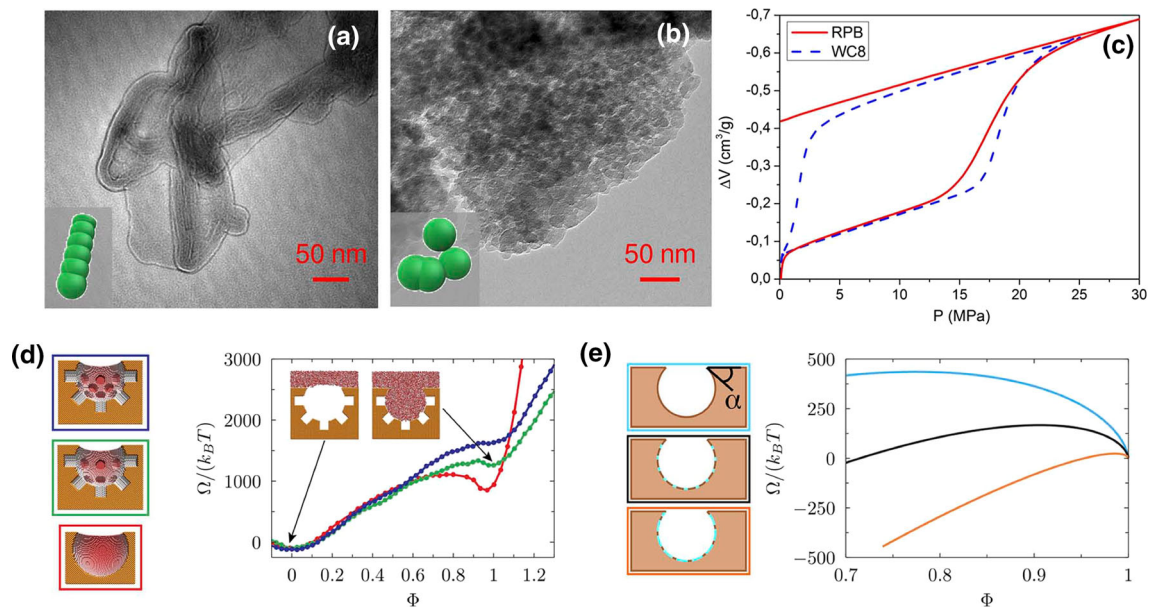 (a)
50 nm
(b)
50 nm
(c)
RPB
WC8
ΔV (cm³/g)
-0,7
-0,6
-0,5
-0,4
-0,3
-0,2
-0,1
0,0
0 5 10 15 20 25 30
P (MPa)
(d)
Ω/(k_BT)
3000
2000
1000
0
0 0.2 0.4 0.6 0.8 1 1.2
Φ
(e)
α
Ω/(k_BT)
500
250
0
−250
−500
0.7 0.8 0.9 1
Φ